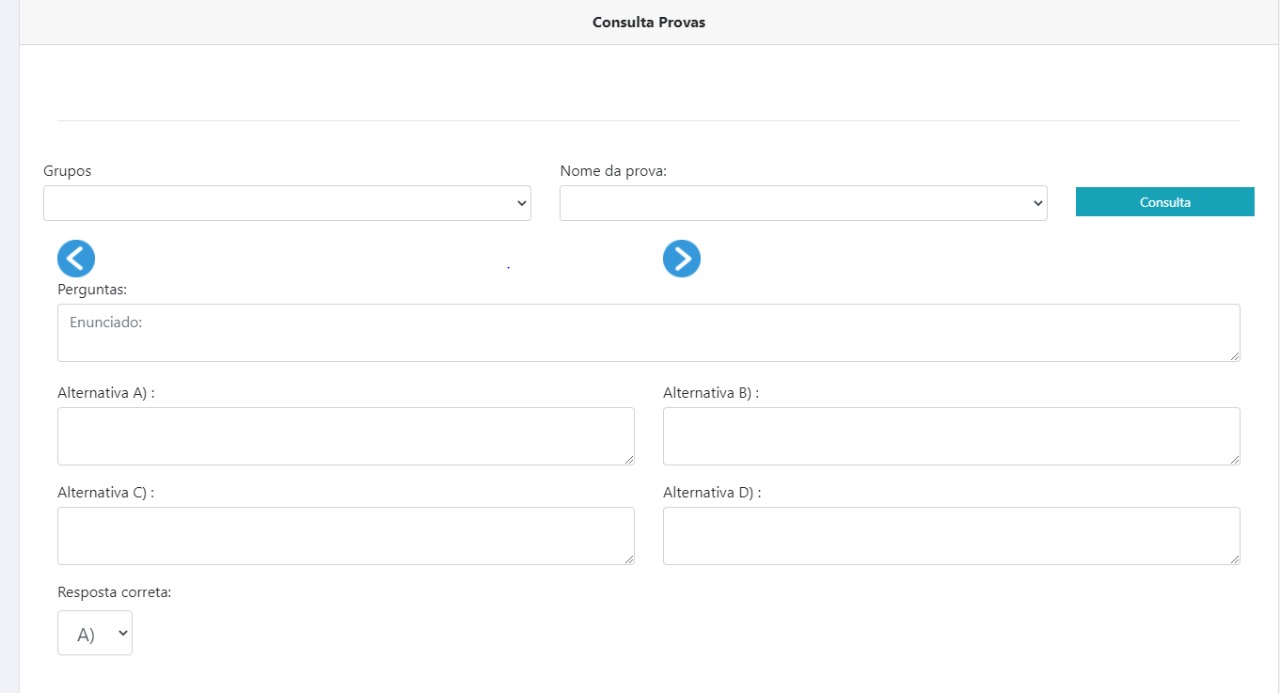 Consulta Provas
Grupos
Nome da prova:
Consulta
.
Perguntas:
Enunciado:
Alternativa A) :
Alternativa B) :
Alternativa C) :
Alternativa D) :
Resposta correta:
A)